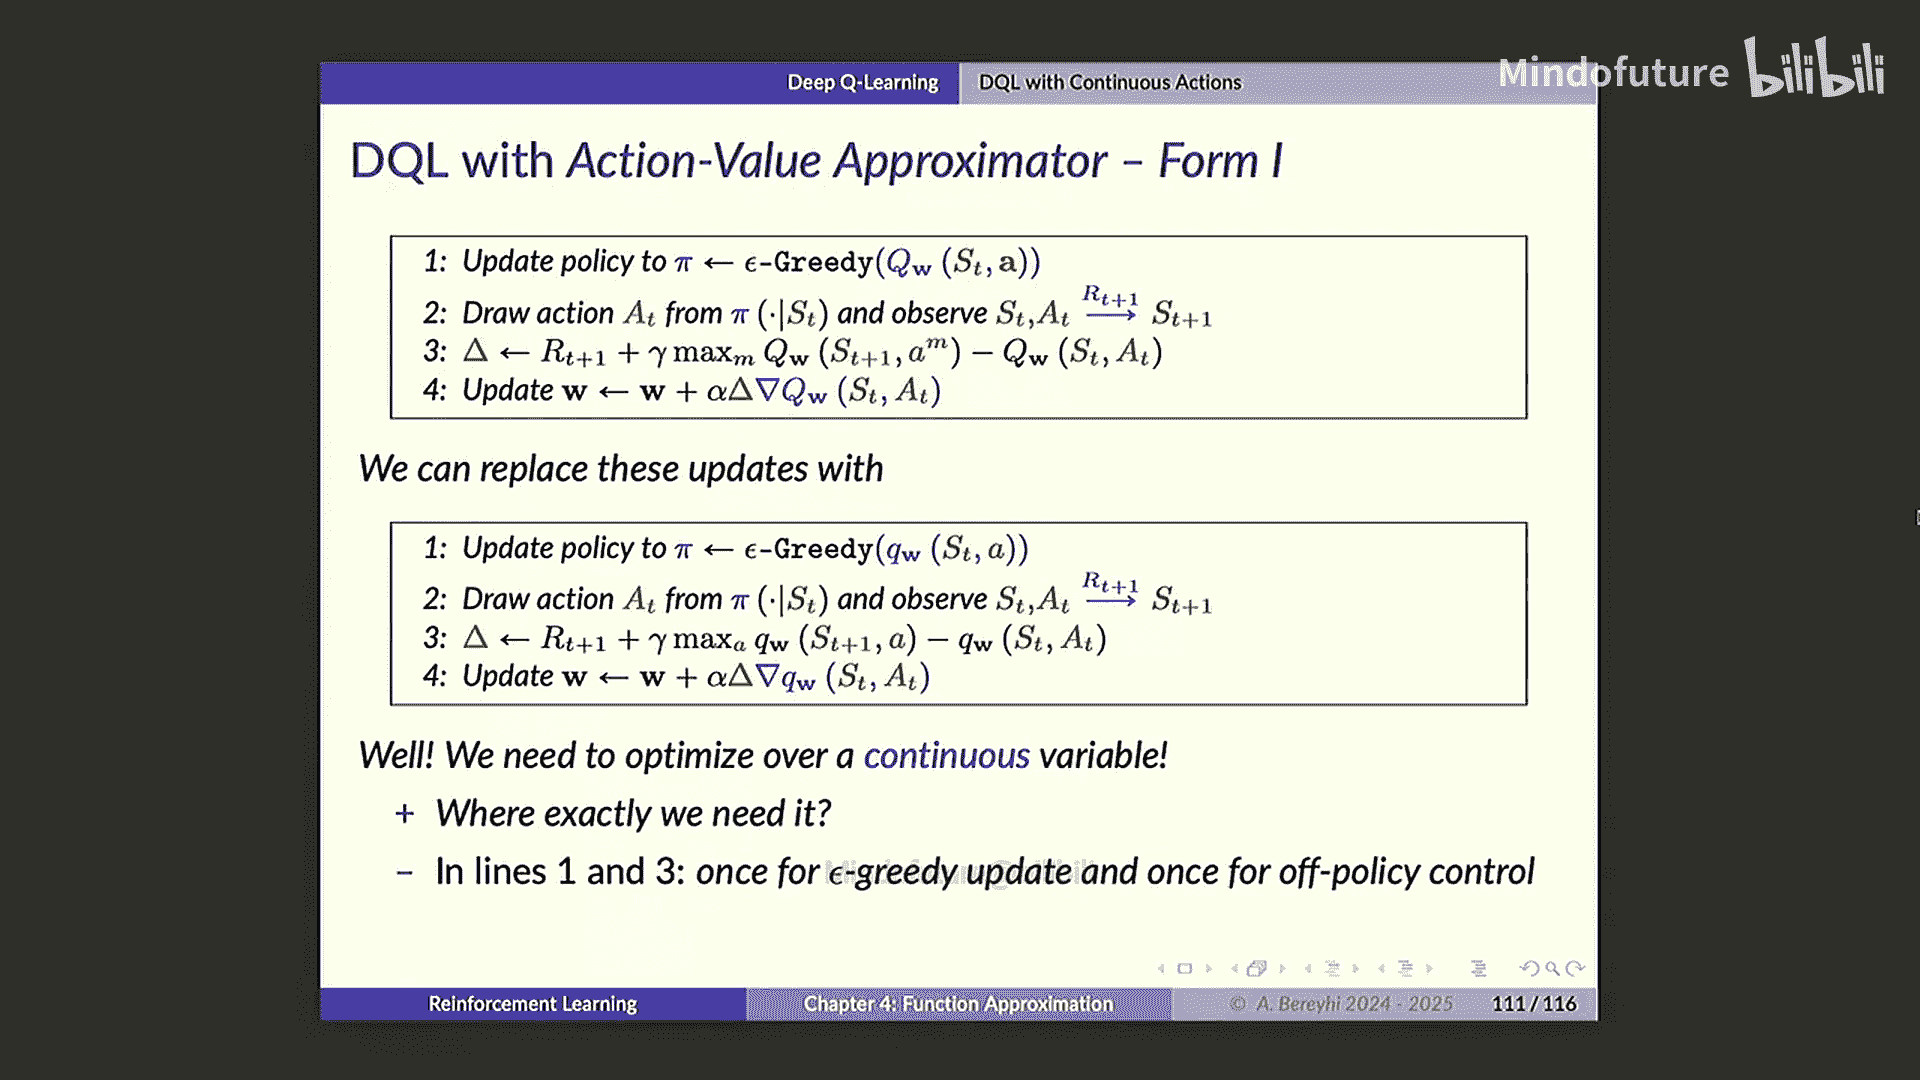 Deep Q-Learning DQL with Continuous Actions
Mindofuture bilibili
DQL with Action-Value Approximator – Form I
1: Update policy to π ← ϵ-Greedy(Q_w (S_t, a))
2: Draw action A_t from π (·|S_t) and observe S_t, A_t —R_{t+1}→ S_{t+1}
3: Δ ← R_{t+1} + γ max_m Q_w (S_{t+1}, a^m) − Q_w (S_t, A_t)
4: Update w ← w + αΔ∇Q_w (S_t, A_t)
We can replace these updates with
1: Update policy to π ← ϵ-Greedy(q_w (S_t, a))
2: Draw action A_t from π (·|S_t) and observe S_t, A_t —R_{t+1}→ S_{t+1}
3: Δ ← R_{t+1} + γ max_a q_w (S_{t+1}, a) − q_w (S_t, A_t)
4: Update w ← w + αΔ∇q_w (S_t, A_t)
Well! We need to optimize over a continuous variable!
+ Where exactly we need it?
– In lines 1 and 3: once for ϵ-greedy update and once for off-policy control
Reinforcement Learning Chapter 4: Function Approximation © A. Bereyhi 2024 - 2025 111 / 116